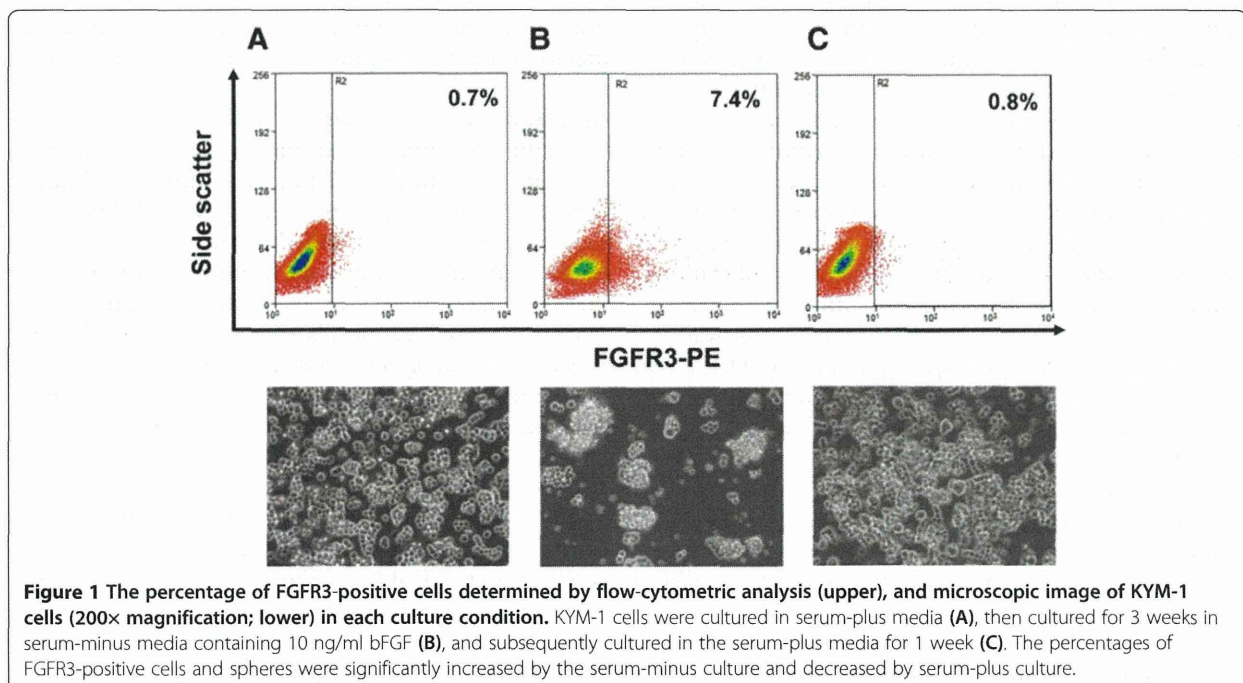 A
B
C
256
192
128
64
0
R2
0.7%
10⁰
10¹
10²
10³
10⁴
256
192
128
64
0
R2
7.4%
10⁰
10¹
10²
10³
10⁴
256
192
128
64
0
R2
0.8%
10⁰
10¹
10²
10³
10⁴
Side scatter
FGFR3-PE
Figure 1 The percentage of FGFR3-positive cells determined by flow-cytometric analysis (upper), and microscopic image of KYM-1
cells (200× magnification; lower) in each culture condition. KYM-1 cells were cultured in serum-plus media (A), then cultured for 3 weeks in
serum-minus media containing 10 ng/ml bFGF (B), and subsequently cultured in the serum-plus media for 1 week (C). The percentages of
FGFR3-positive cells and spheres were significantly increased by the serum-minus culture and decreased by serum-plus culture.